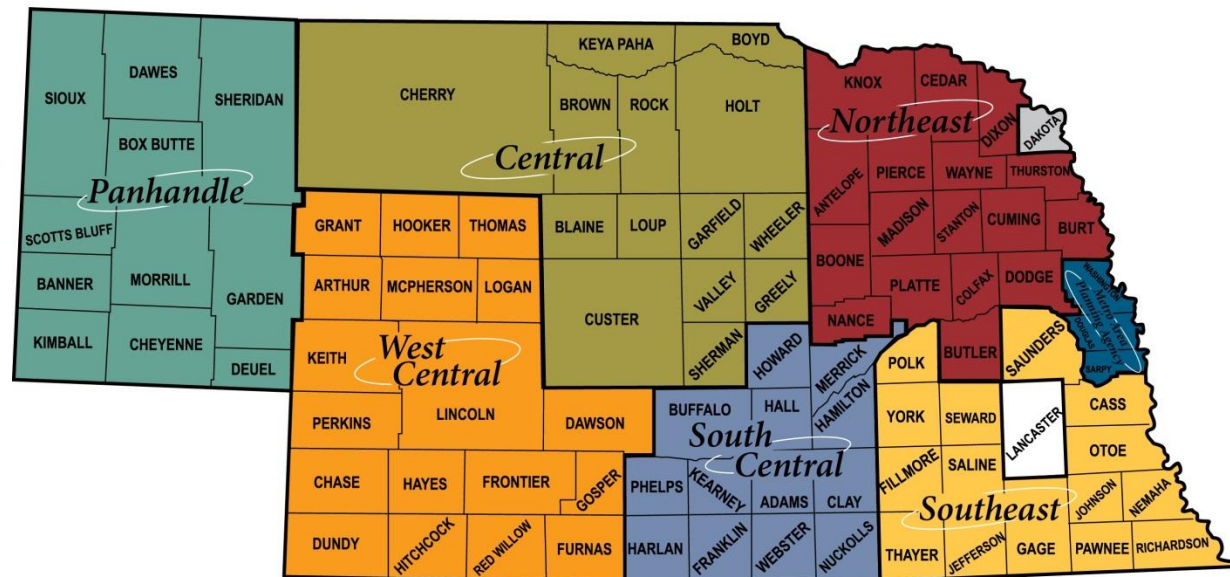 SIOUX
DAWES
SHERIDAN
BOX BUTTE
Panhandle
SCOTTS BLUFF
BANNER
MORRILL
GARDEN
KIMBALL
CHEYENNE
DEUEL
CHERRY
KEYA PAHA
BOYD
BROWN
ROCK
HOLT
Central
BLAINE
LOUP
GARFIELD
WHEELER
CUSTER
VALLEY
GREELY
SHERMAN
GRANT
HOOKER
THOMAS
ARTHUR
MCPHERSON
LOGAN
KEITH
West
Central
PERKINS
LINCOLN
DAWSON
CHASE
HAYES
FRONTIER
GOSPER
DUNDY
HITCHCOCK
RED WILLOW
FURNAS
KNOX
CEDAR
DIXON
DAKOTA
Northeast
ANTELOPE
PIERCE
WAYNE
THURSTON
MADISON
STANTON
CUMING
BURT
BOONE
PLATTE
COLFAX
DODGE
NANCE
BUTLER
WASHINGTON
Metro Area
Planning Agency
DOUGLAS
SARPY
HOWARD
MERRICK
BUFFALO
HALL
HAMILTON
South
Central
PHELPS
KEARNEY
ADAMS
CLAY
HARLAN
FRANKLIN
WEBSTER
NUCKOLLS
POLK
SAUNDERS
YORK
SEWARD
LANCASTER
CASS
OTOE
FILLMORE
SALINE
Southeast
JOHNSON
NEMAHA
THAYER
JEFFERSON
GAGE
PAWNEE
RICHARDSON